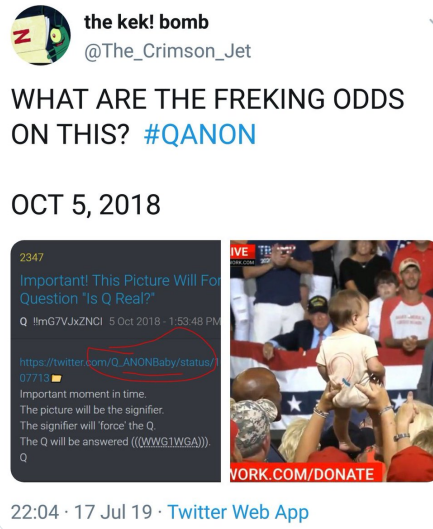 the kek! bomb
@The_Crimson_Jet
WHAT ARE THE FREKING ODDS
ON THIS? #QANON
OCT 5, 2018
2347
Important! This Picture Will For
Question "Is Q Real?"
Q !!mG7VJxZNCI 5 Oct 2018 - 1:53:48 PM
https://twitter.com/Q_ANONBaby/status/1
07713
Important moment in time.
The picture will be the signifier.
The signifier will 'force' the Q.
The Q will be answered (((WWG1WGA))).
Q
IVE
WORK.COM/DONATE
22:04 · 17 Jul 19 · Twitter Web App